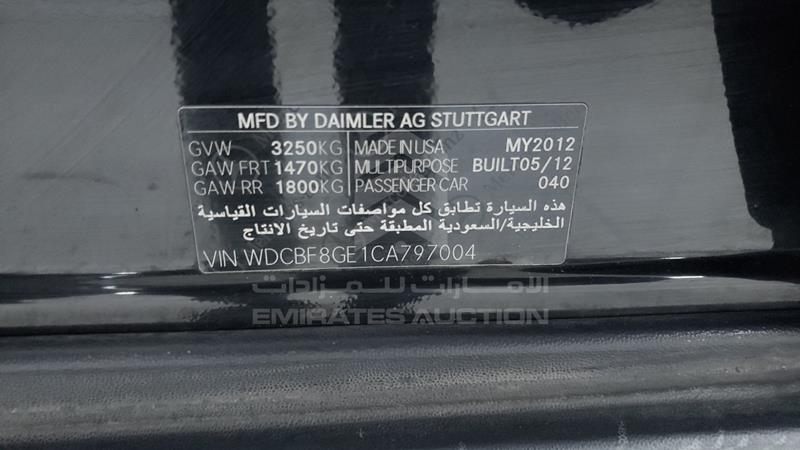 MFD BY DAIMLER AG STUTTGART
GVW 3250KG MADE IN USA MY2012
GAW FRT 1470KG MULTIPURPOSE BUILT05/12
GAW RR 1800KG PASSENGER CAR 040
هذه السيارة تطابق كل مواصفات السيارات القياسية
الخليجية/السعودية المطبقة حتى تاريخ الانتاج
VIN WDCBF8GE1CA797004
الإمارات للمزادات
EMIRATES AUCTION